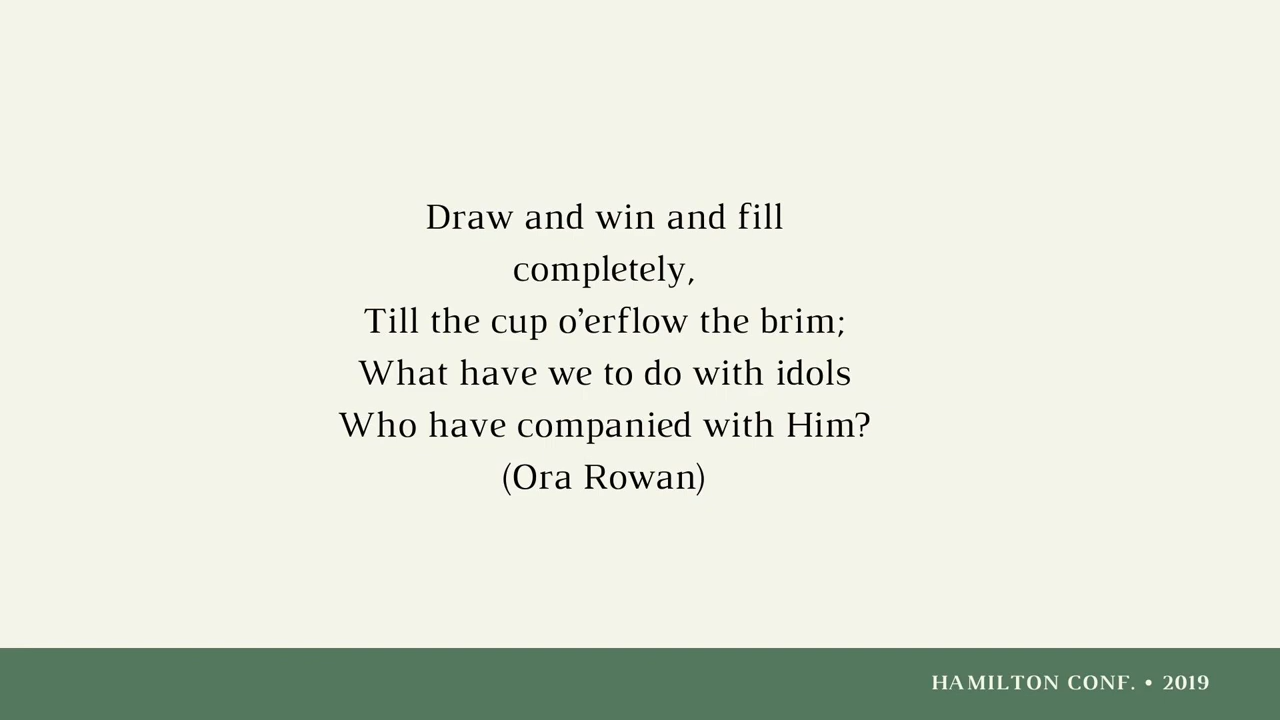 Draw and win and fill
completely,
Till the cup o’erflow the brim;
What have we to do with idols
Who have companied with Him?
(Ora Rowan)
HAMILTON CONF. • 2019